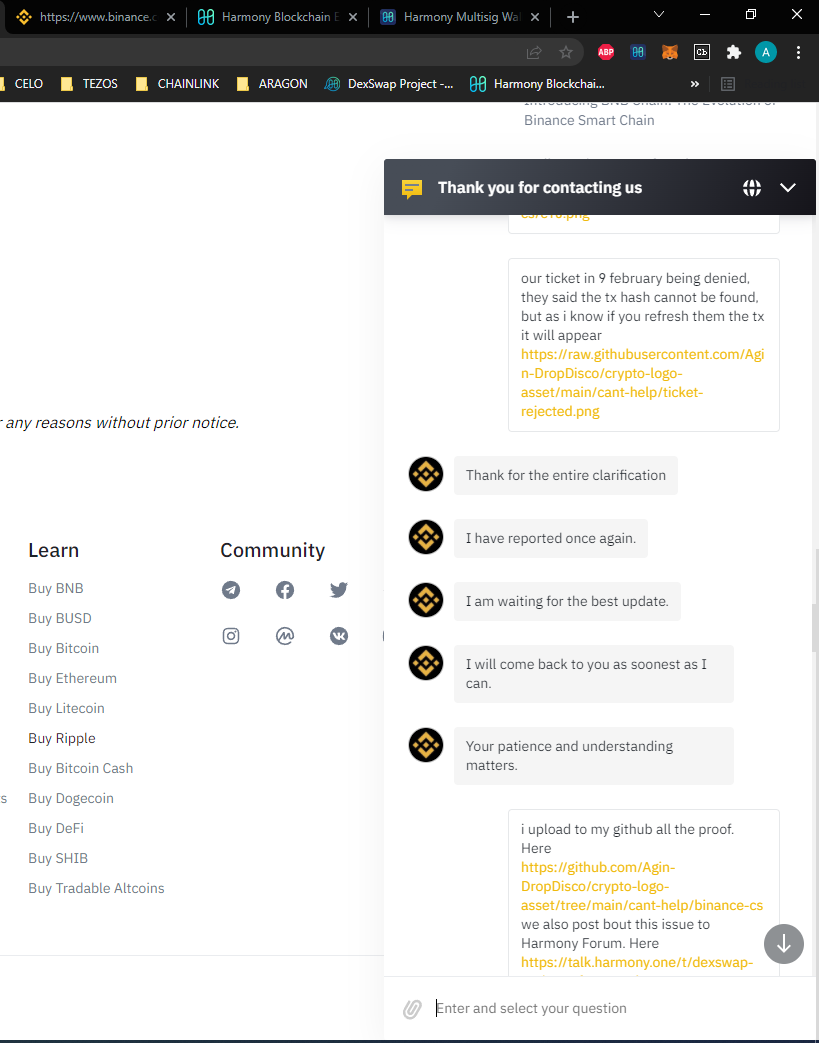 https://www.binance.c
Harmony Blockchain E
Harmony Multisig Wal
ABP
A
CELO
TEZOS
CHAINLINK
ARAGON
DexSwap Project -...
Harmony Blockchai...
»
Introducing BNB Chain: The Evolution of
Binance Smart Chain
Thank you for contacting us
cs/cv6.png
our ticket in 9 february being denied,
they said the tx hash cannot be found,
but as i know if you refresh them the tx
it will appear
https://raw.githubusercontent.com/Agi
n-DropDisco/crypto-logo-
asset/main/cant-help/ticket-
rejected.png
any reasons without prior notice.
Thank for the entire clarification
I have reported once again.
I am waiting for the best update.
I will come back to you as soonest as I
can.
Your patience and understanding
matters.
i upload to my github all the proof.
Here
https://github.com/Agin-
DropDisco/crypto-logo-
asset/tree/main/cant-help/binance-cs
we also post bout this issue to
Harmony Forum. Here
https://talk.harmony.one/t/dexswap-
Enter and select your question
Learn
Buy BNB
Buy BUSD
Buy Bitcoin
Buy Ethereum
Buy Litecoin
Buy Ripple
Buy Bitcoin Cash
s
Buy Dogecoin
Buy DeFi
Buy SHIB
Buy Tradable Altcoins
Community